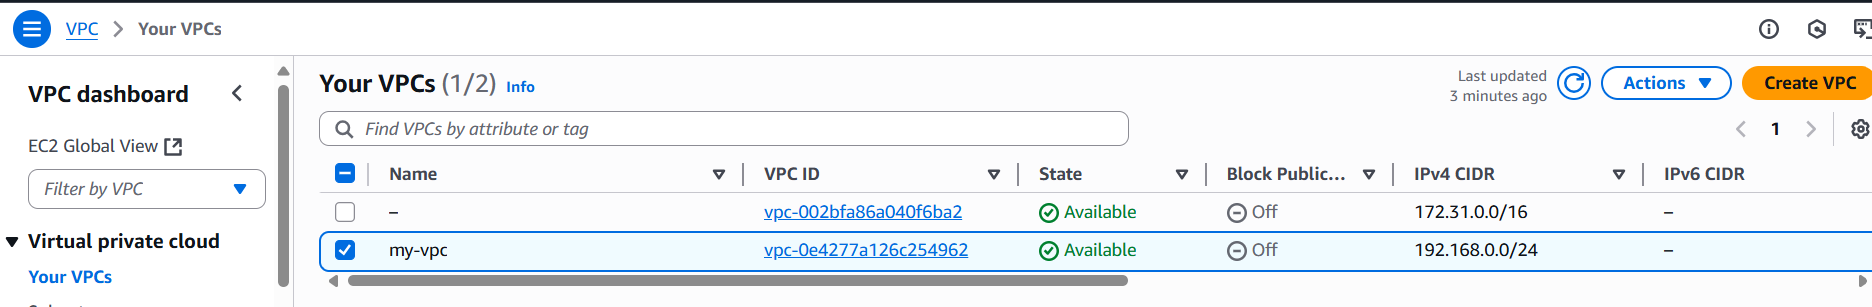 VPC > Your VPCs
VPC dashboard
EC2 Global View
Filter by VPC
Virtual private cloud
Your VPCs
Your VPCs (1/2) Info
Last updated
3 minutes ago
Actions
Create VPC
Find VPCs by attribute or tag
1
Name VPC ID State Block Public... IPv4 CIDR IPv6 CIDR
– vpc-002bfa86a040f6ba2 Available Off 172.31.0.0/16 –
my-vpc vpc-0e4277a126c254962 Available Off 192.168.0.0/24 –